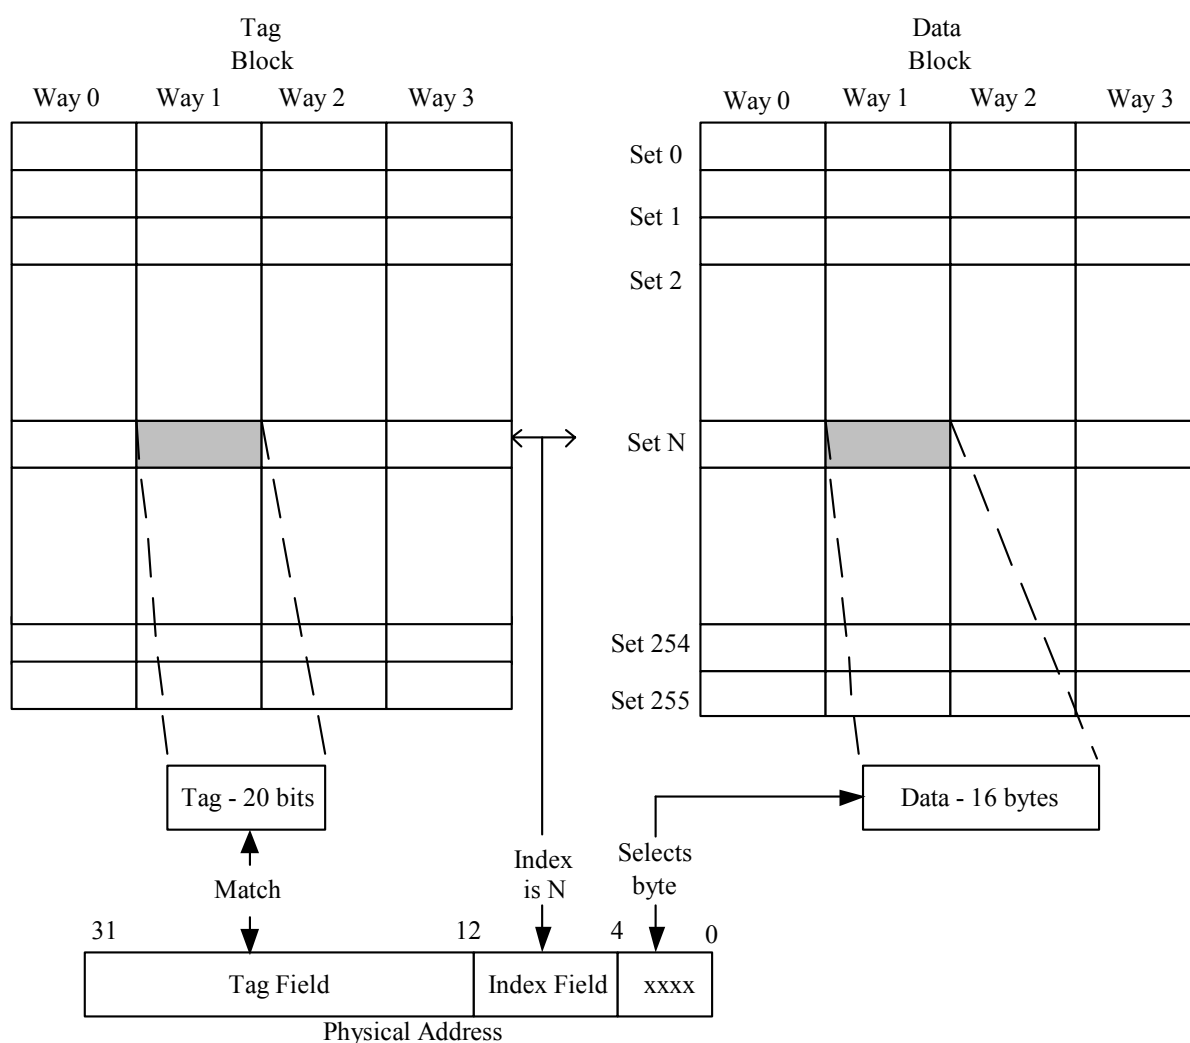 Tag
Block
Way 0 Way 1 Way 2 Way 3
Data
Block
Way 0 Way 1 Way 2 Way 3
Set 0
Set 1
Set 2
Set N
Set 254
Set 255
Tag - 20 bits
Data - 16 bytes
Match
Index
is N
Selects
byte
31 12 4 0
Tag Field Index Field xxxx
Physical Address